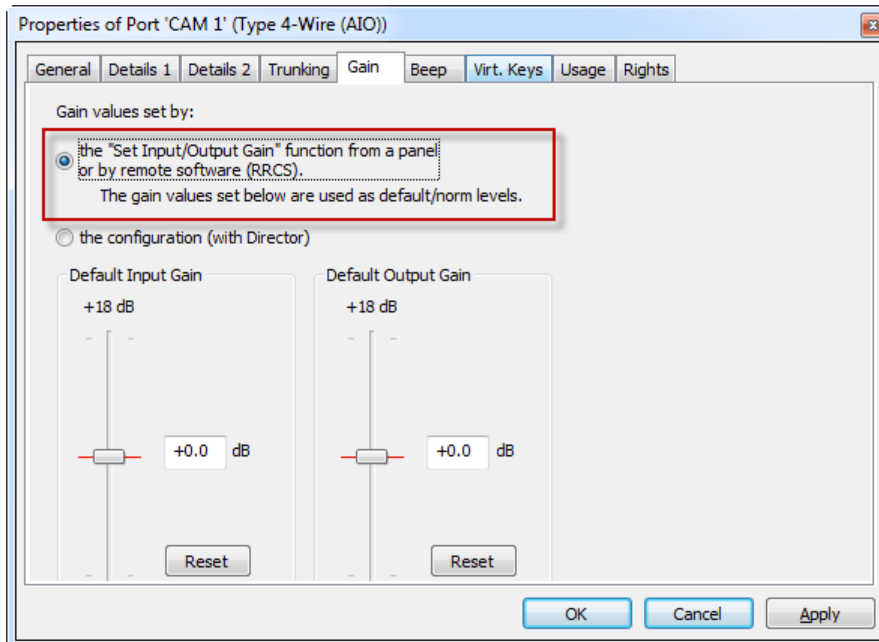 Properties of Port 'CAM 1' (Type 4-Wire (AIO))
General Details 1 Details 2 Trunking Gain Beep Virt. Keys Usage Rights
Gain values set by:
the "Set Input/Output Gain" function from a panel
or by remote software (RRCS).
The gain values set below are used as default/norm levels.
the configuration (with Director)
Default Input Gain Default Output Gain
+18 dB +18 dB
+0.0 dB +0.0 dB
Reset Reset
OK Cancel Apply